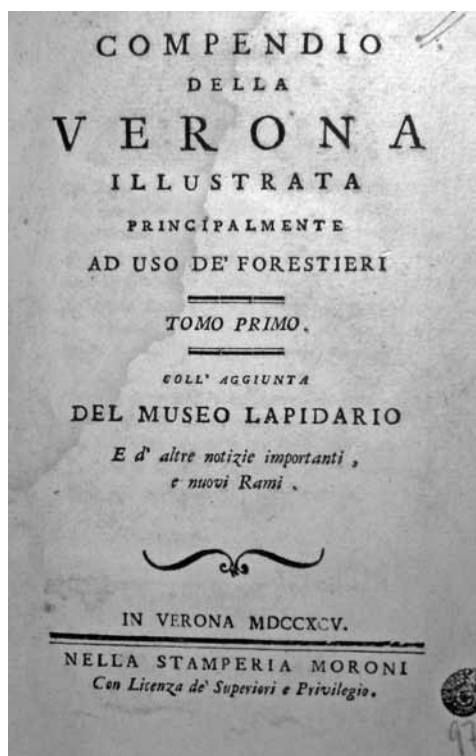 COMPENDIO
DELLA
VERONA
ILLUSTRATA
PRINCIPALMENTE
AD USO DE' FORESTIERI
TOMO PRIMO.
COLL' AGGIUNTA
DEL MUSEO LAPIDARIO
E d' altre notizie importanti,
e nuovi Rami.
IN VERONA MDCCXCV.
NELLA STAMPERIA MORONI
Con Licenza de' Superiori e Privilegio.